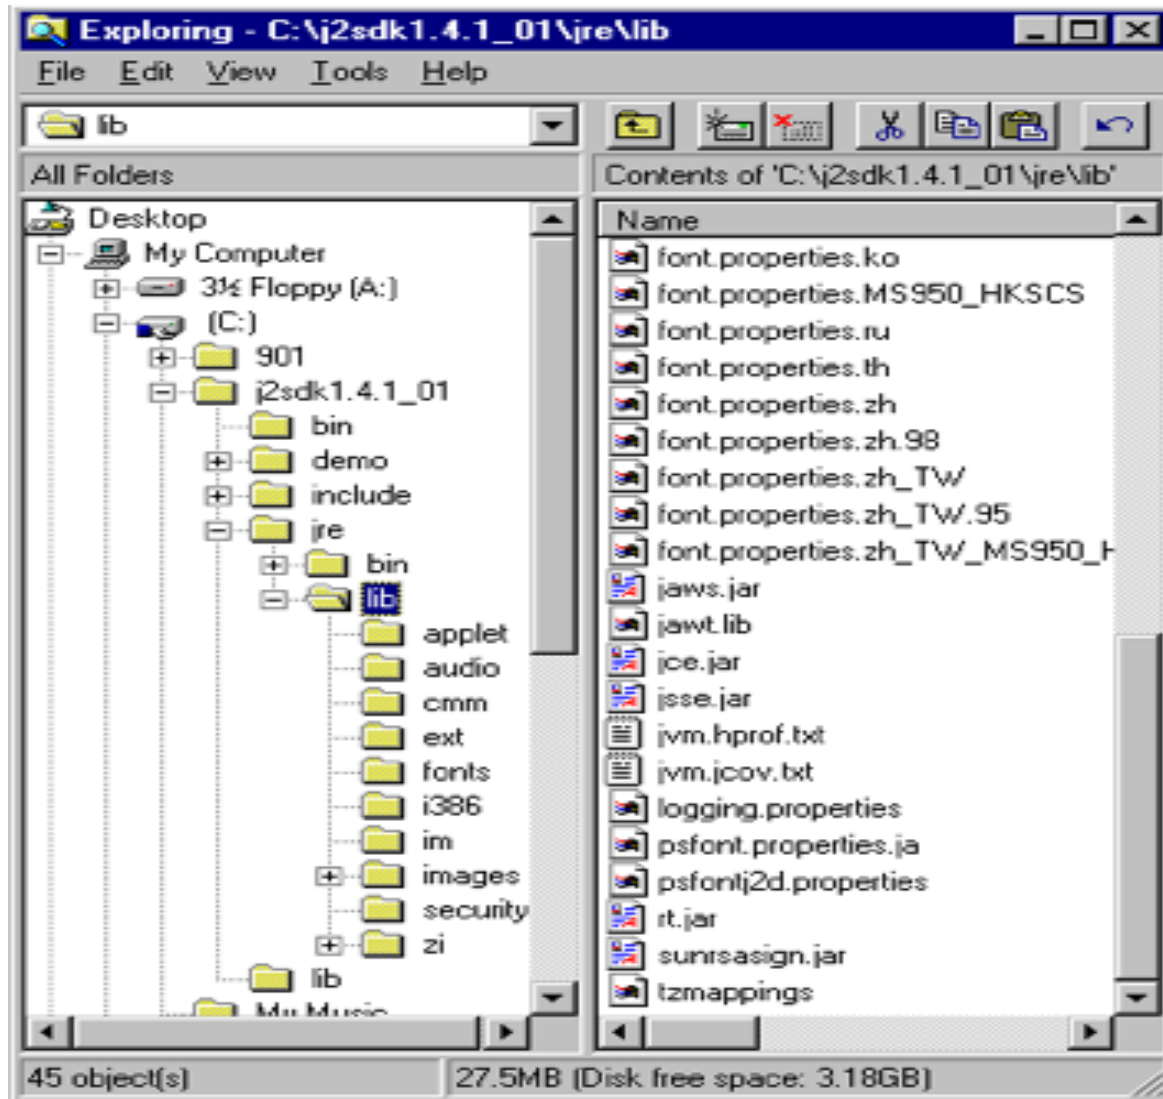 Exploring - C:\j2sdk1.4.1_01\jre\lib
File Edit View Tools Help
lib
All Folders
Contents of 'C:\j2sdk1.4.1_01\jre\lib'
Desktop
My Computer
3½ Floppy (A:)
(C:)
901
j2sdk1.4.1_01
bin
demo
include
jre
bin
lib
applet
audio
cmm
ext
fonts
i386
im
images
security
zi
lib
My Music
Name
font.properties.ko
font.properties.MS950_HKSCS
font.properties.ru
font.properties.th
font.properties.zh
font.properties.zh.98
font.properties.zh_TW
font.properties.zh_TW.95
font.properties.zh_TW_MS950_H
jaws.jar
jawt.lib
jce.jar
jsse.jar
jvm.hprof.txt
jvm.jcov.txt
logging.properties
psfont.properties.ja
psfontj2d.properties
rt.jar
sunrsasign.jar
tzmappings
45 object(s)
27.5MB (Disk free space: 3.18GB)